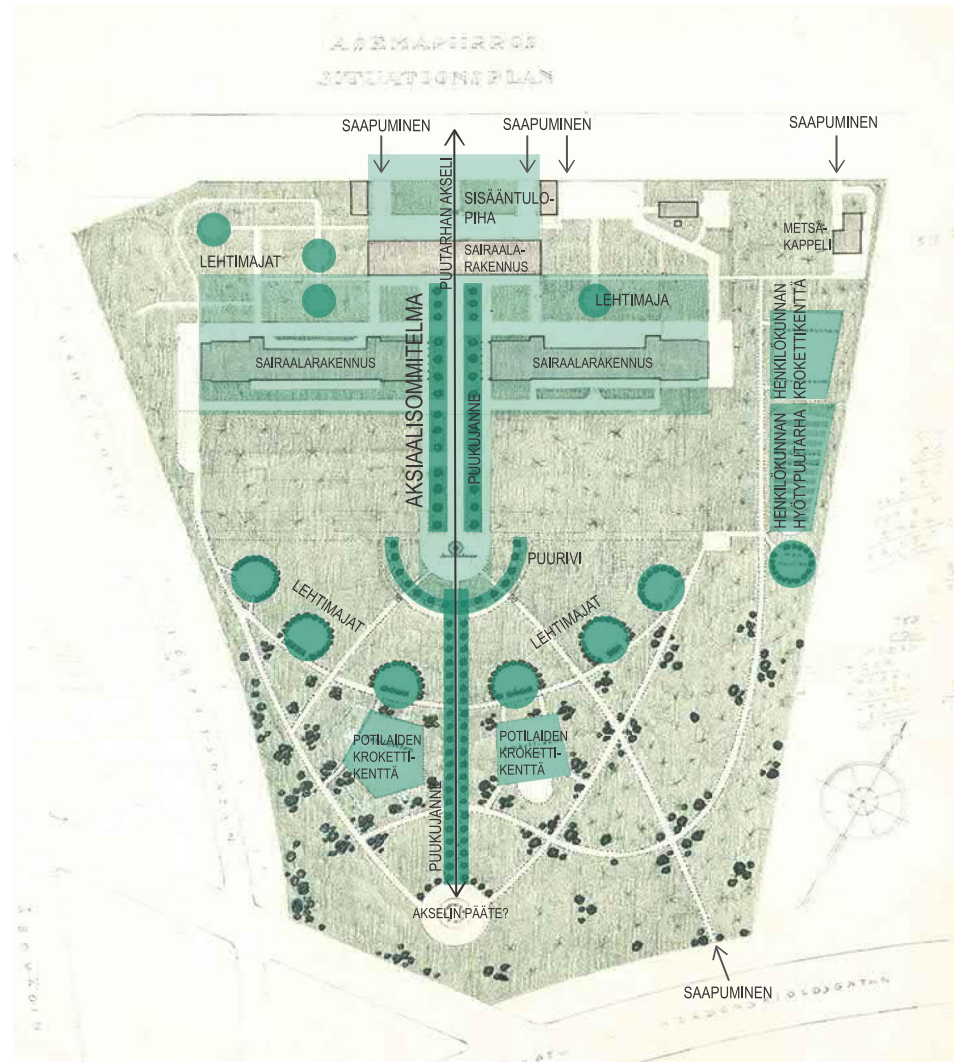 ASEMAPIIRROS
SITUATIONSPLAN
SAAPUMINEN
SAAPUMINEN
SAAPUMINEN
PUUTARHAN AKSELI
SISÄÄNTULO-
PIHA
METSÄ-
KAPPELI
SAIRAALA-
RAKENNUS
LEHTIMAJAT
LEHTIMAJA
AKSIAALISOMMITELMA
HENKILÖKUNNAN
KROKETTIKENTTÄ
SAIRAALARAKENNUS
SAIRAALARAKENNUS
PUUKUJANNE
HENKILÖKUNNAN
HYÖTYPUUTARHA
PUURIVI
LEHTIMAJAT
LEHTIMAJAT
POTILAIDEN
KROKETTI-
KENTTÄ
POTILAIDEN
KROKETTI-
KENTTÄ
PUUKUJANNE
AKSELIN PÄÄTE?
SAAPUMINEN